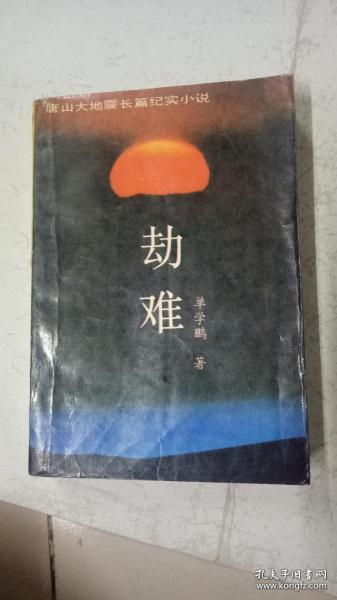 唐山大地震长篇纪实小说
劫难
单学鹏 著
孔夫子旧书网
www.kongfz.com